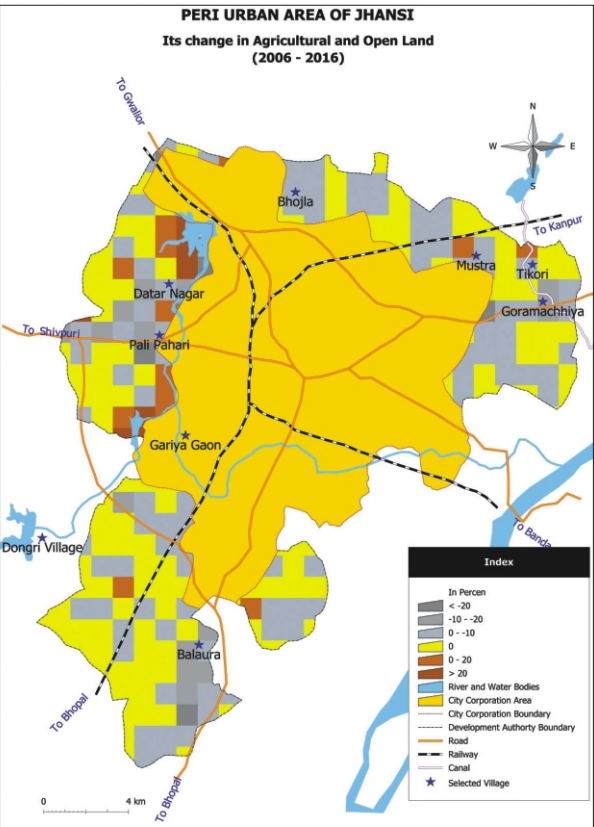 PERI URBAN AREA OF JHANSI
Its change in Agricultural and Open Land
(2006 - 2016)
To Gwalior
N
W
E
S
Bhojla
To Kanpur
Mustra
Tikori
Datar Nagar
Goramachhiya
To Shivpuri
Pali Pahari
Gariya Gaon
To Banda
Dongri Village
Index
In Percen
< -20
-10 - -20
0 - -10
0
0 - 20
> 20
River and Water Bodies
City Corporation Area
City Corporation Boundary
Development Authorty Boundary
Road
Railway
Canal
Selected Village
Balaura
To Bhopal
To Bhopal
0
4 km